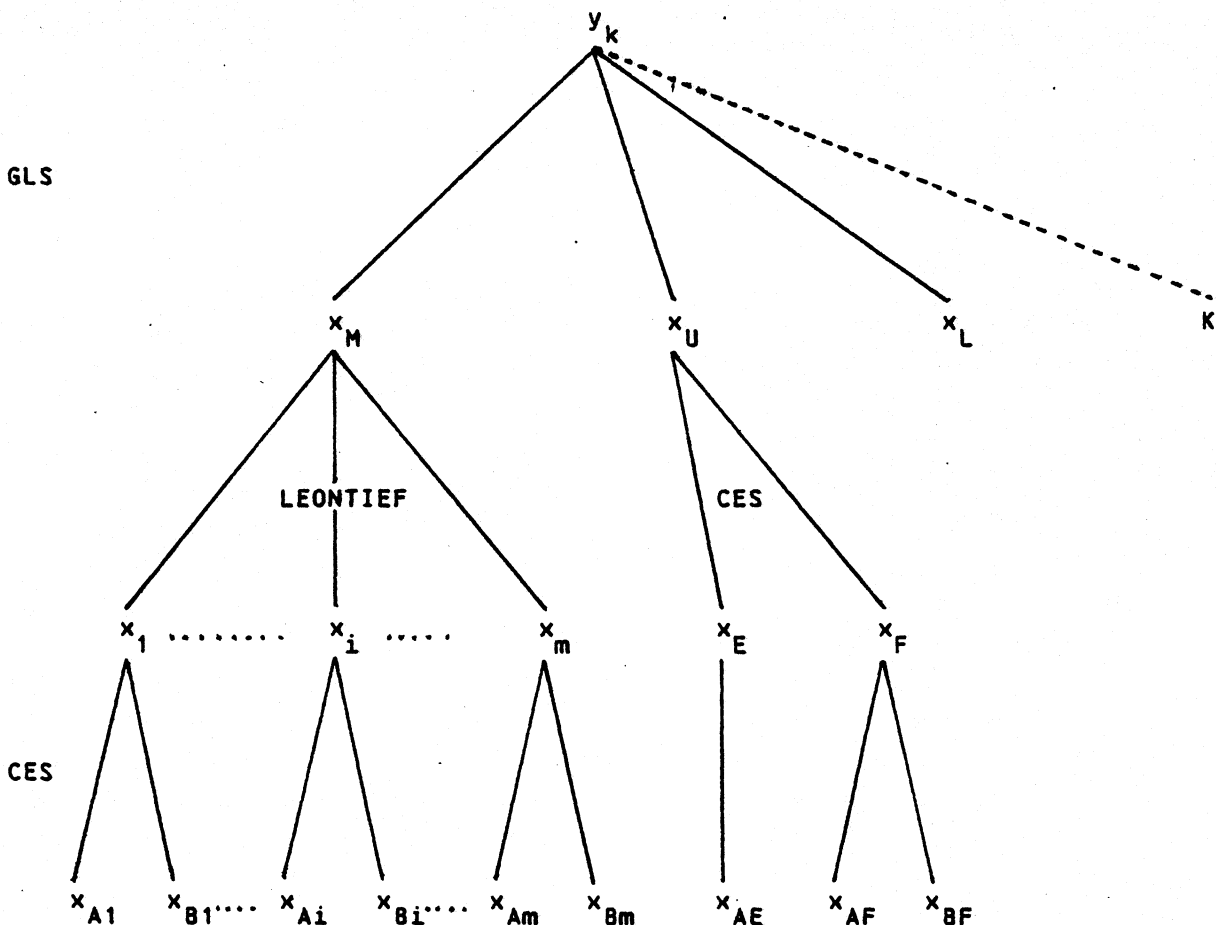 y_k
GLS
x_M x_U x_L K
LEONTIEF CES
x_1 ........ x_i ..... x_m x_E x_F
CES
x_A1 x_B1 .... x_Ai x_Bi .... x_Am x_Bm x_AE x_AF x_BF